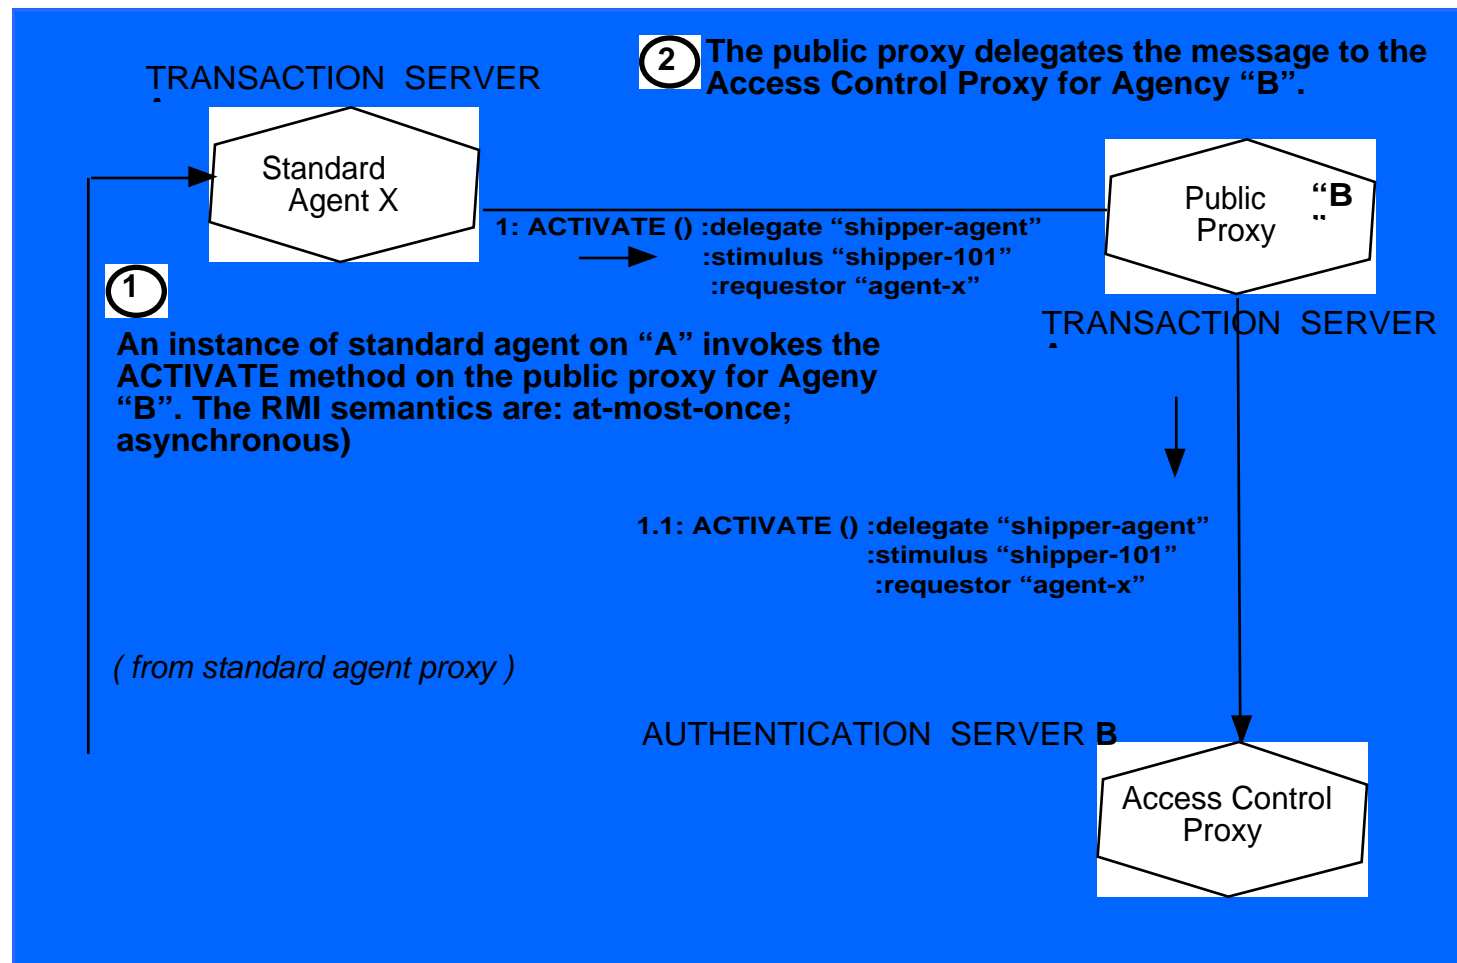 TRANSACTION SERVER
2
The public proxy delegates the message to the
Access Control Proxy for Agency “B”.
Standard
Agent X
Public
Proxy
“B
”
1: ACTIVATE () :delegate “shipper-agent”
:stimulus “shipper-101”
:requestor “agent-x”
1
TRANSACTION SERVER
An instance of standard agent on “A” invokes the
ACTIVATE method on the public proxy for Ageny
“B”. The RMI semantics are: at-most-once;
asynchronous)
1.1: ACTIVATE () :delegate “shipper-agent”
:stimulus “shipper-101”
:requestor “agent-x”
( from standard agent proxy )
AUTHENTICATION SERVER B
Access Control
Proxy